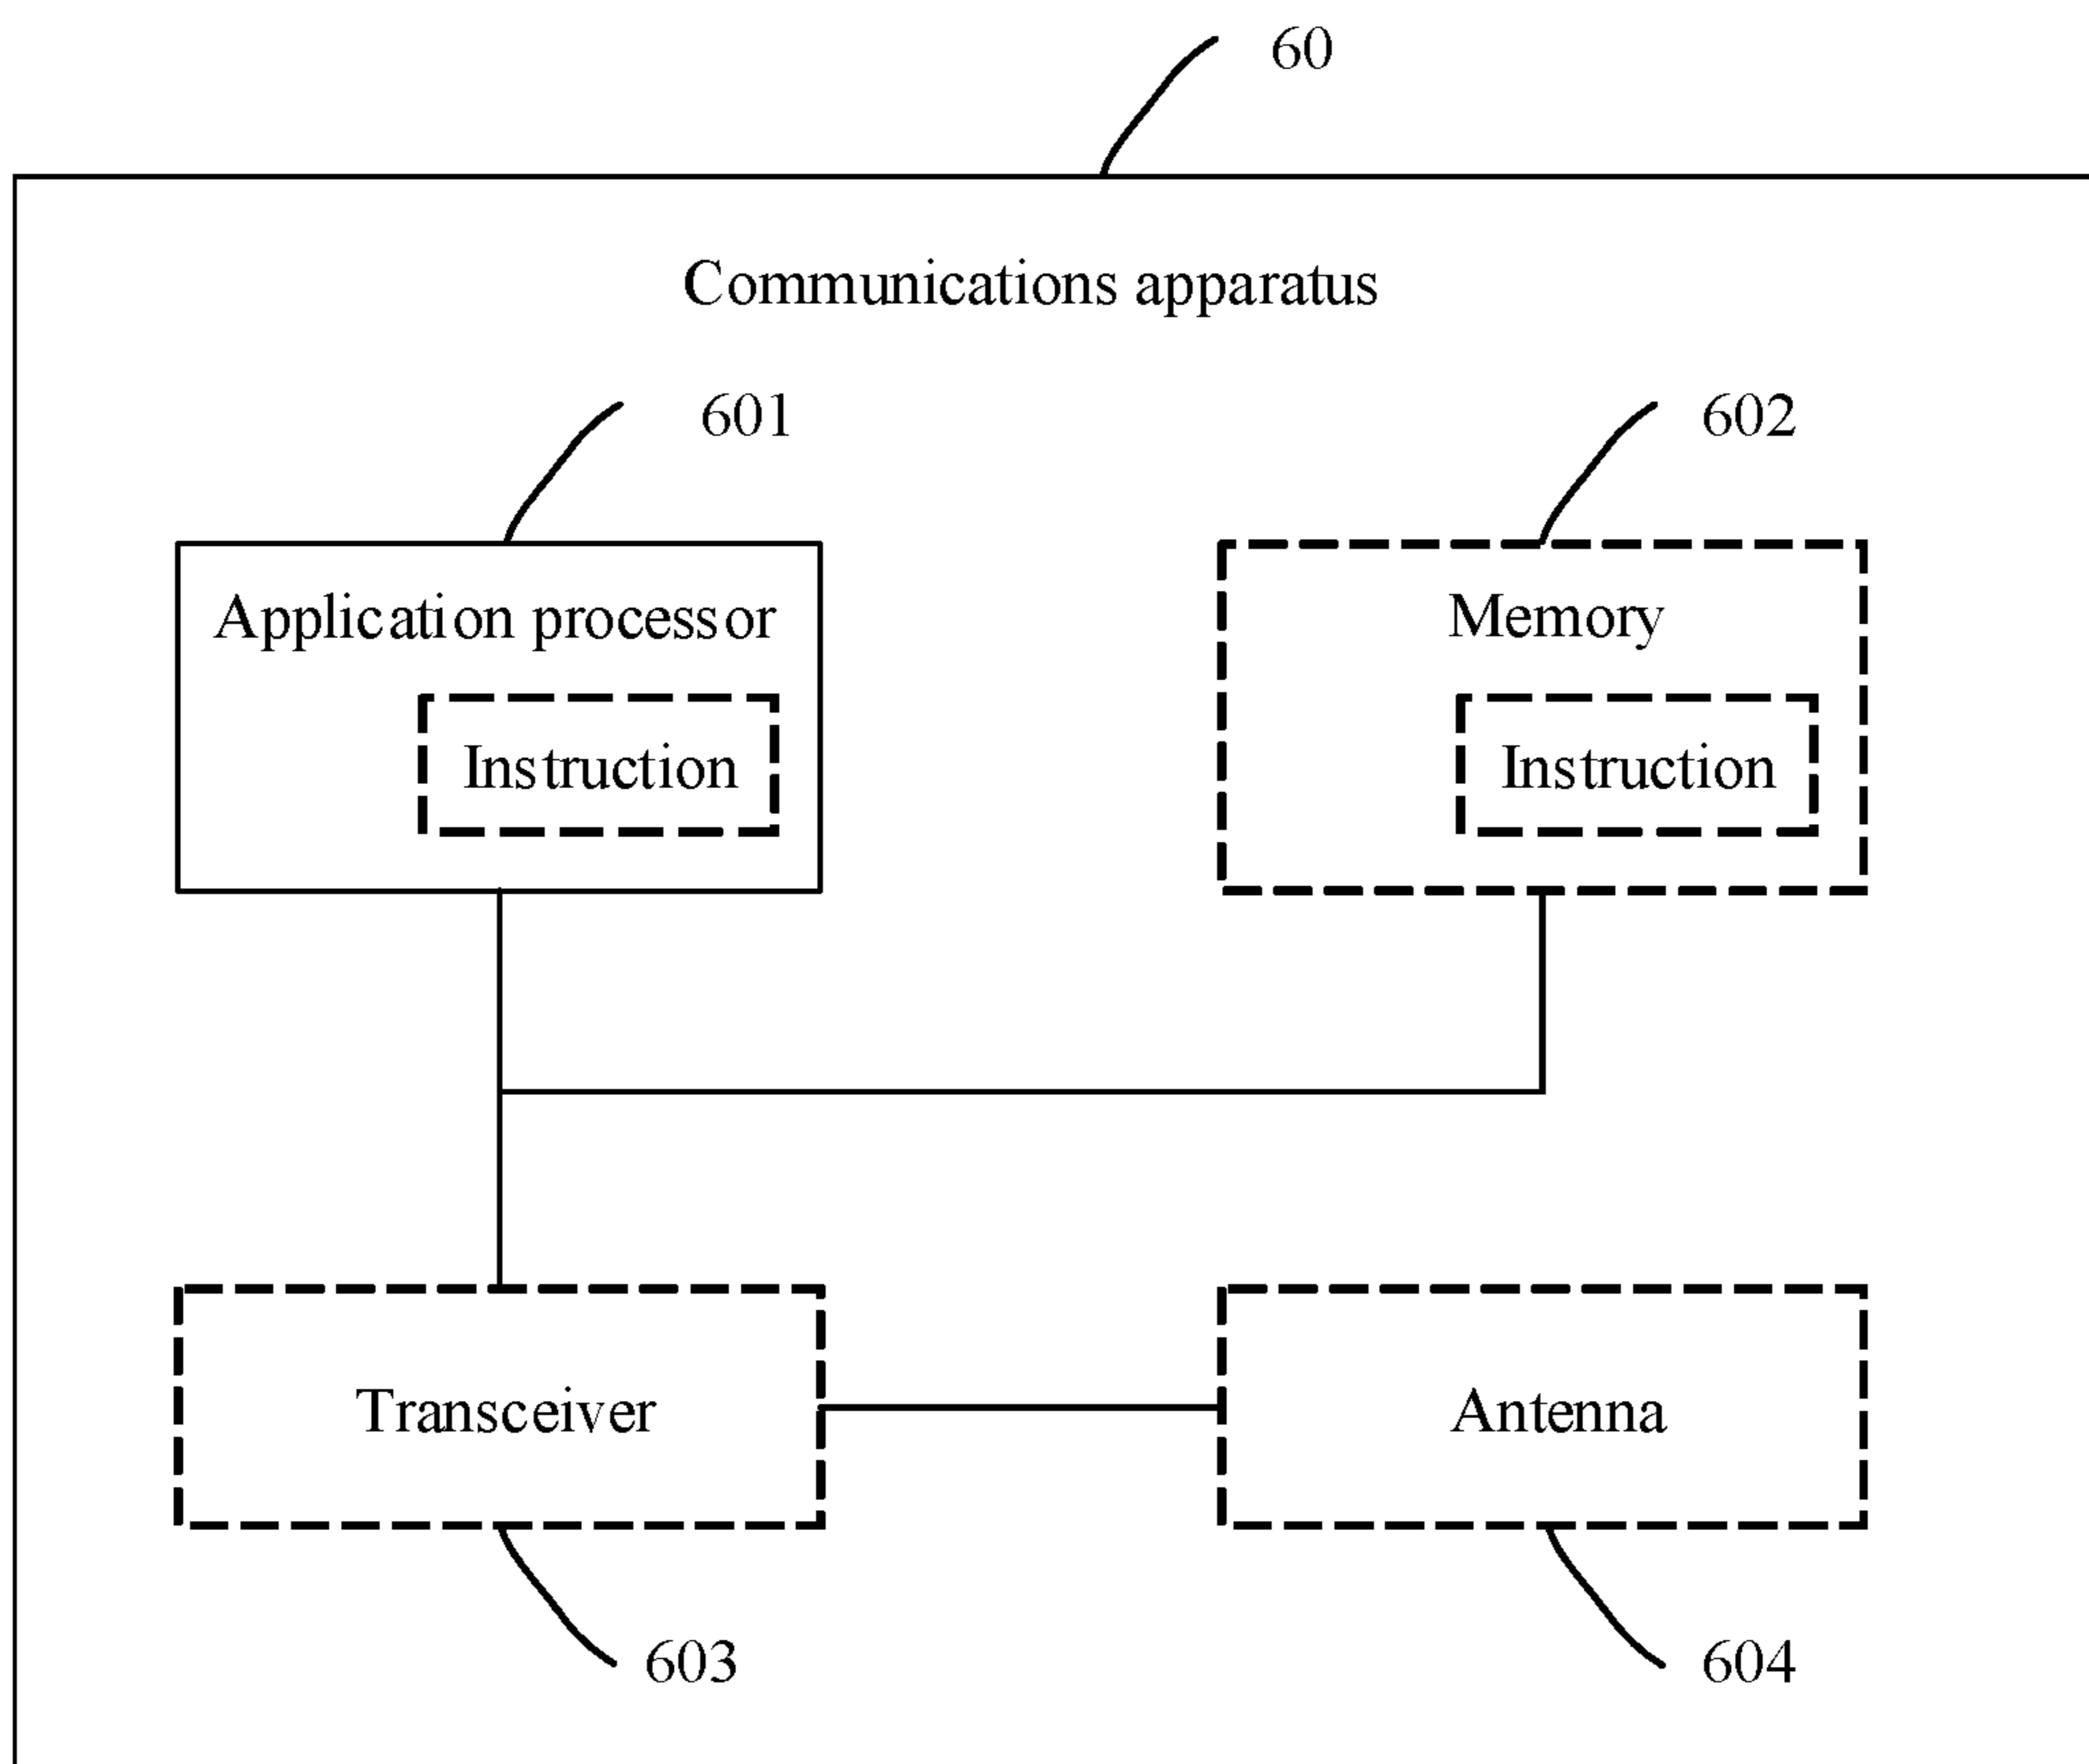 60
Communications apparatus
601
602
Application processor
Memory
Instruction
Instruction
Transceiver
Antenna
603
604